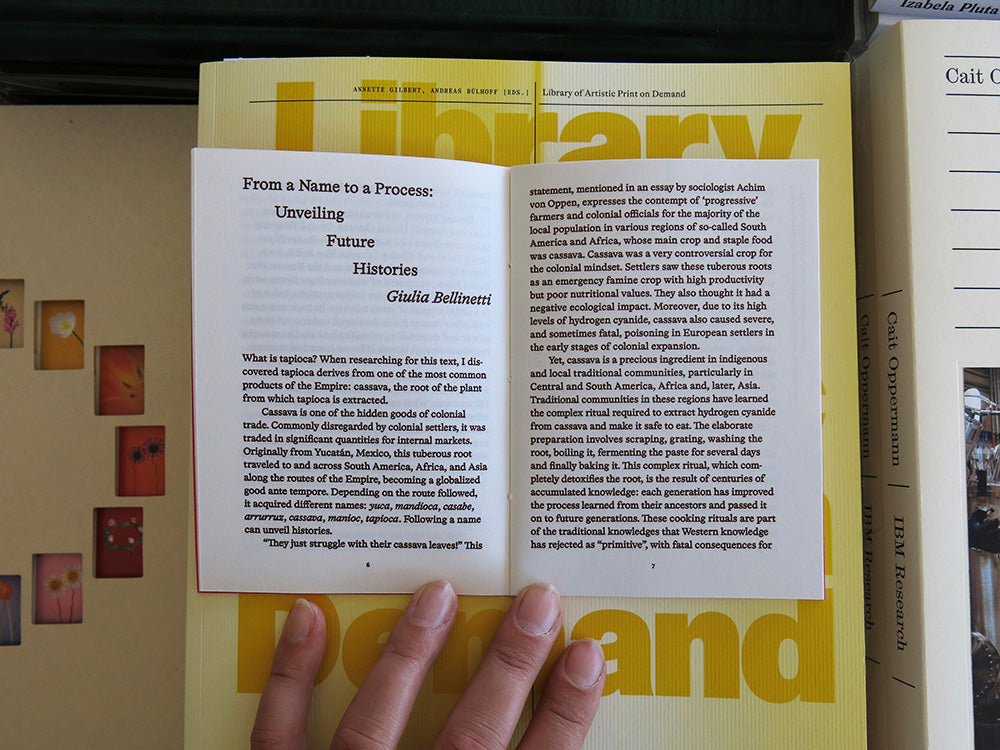 Izabela Pluta
Library
ANNETTE GILBERT, ANDREAS BÜLHOFF [HDS.]
Library of Artistic Print on Demand
Cait O
From a Name to a Process:
Unveiling
Future
Histories
Giulia Bellinetti
What is tapioca? When researching for this text, I dis-
covered tapioca derives from one of the most common
products of the Empire: cassava, the root of the plant
from which tapioca is extracted.
Cassava is one of the hidden goods of colonial
trade. Commonly disregarded by colonial settlers, it was
traded in significant quantities for internal markets.
Originally from Yucatán, Mexico, this tuberous root
traveled to and across South America, Africa, and Asia
along the routes of the Empire, becoming a globalized
good ante tempore. Depending on the route followed,
it acquired different names: yuca, mandioca, casabe,
arrurruz, cassava, manioc, tapioca. Following a name
can unveil histories.
“They just struggle with their cassava leaves!” This
6
statement, mentioned in an essay by sociologist Achim
von Oppen, expresses the contempt of ‘progressive’
farmers and colonial officials for the majority of the
local population in various regions of so-called South
America and Africa, whose main crop and staple food
was cassava. Cassava was a very controversial crop for
the colonial mindset. Settlers saw these tuberous roots
as an emergency famine crop with high productivity
but poor nutritional values. They also thought it had a
negative ecological impact. Moreover, due to its high
levels of hydrogen cyanide, cassava also caused severe,
and sometimes fatal, poisoning in European settlers in
the early stages of colonial expansion.
Yet, cassava is a precious ingredient in indigenous
and local traditional communities, particularly in
Central and South America, Africa and, later, Asia.
Traditional communities in these regions have learned
the complex ritual required to extract hydrogen cyanide
from cassava and make it safe to eat. The elaborate
preparation involves scraping, grating, washing the
root, boiling it, fermenting the paste for several days
and finally baking it. This complex ritual, which com-
pletely detoxifies the root, is the result of centuries of
accumulated knowledge: each generation has improved
the process learned from their ancestors and passed it
on to future generations. These cooking rituals are part
of the traditional knowledges that Western knowledge
has rejected as “primitive”, with fatal consequences for
7
Demand
Cait Oppermann
IBM Research
Cait Oppermann
IBM Research